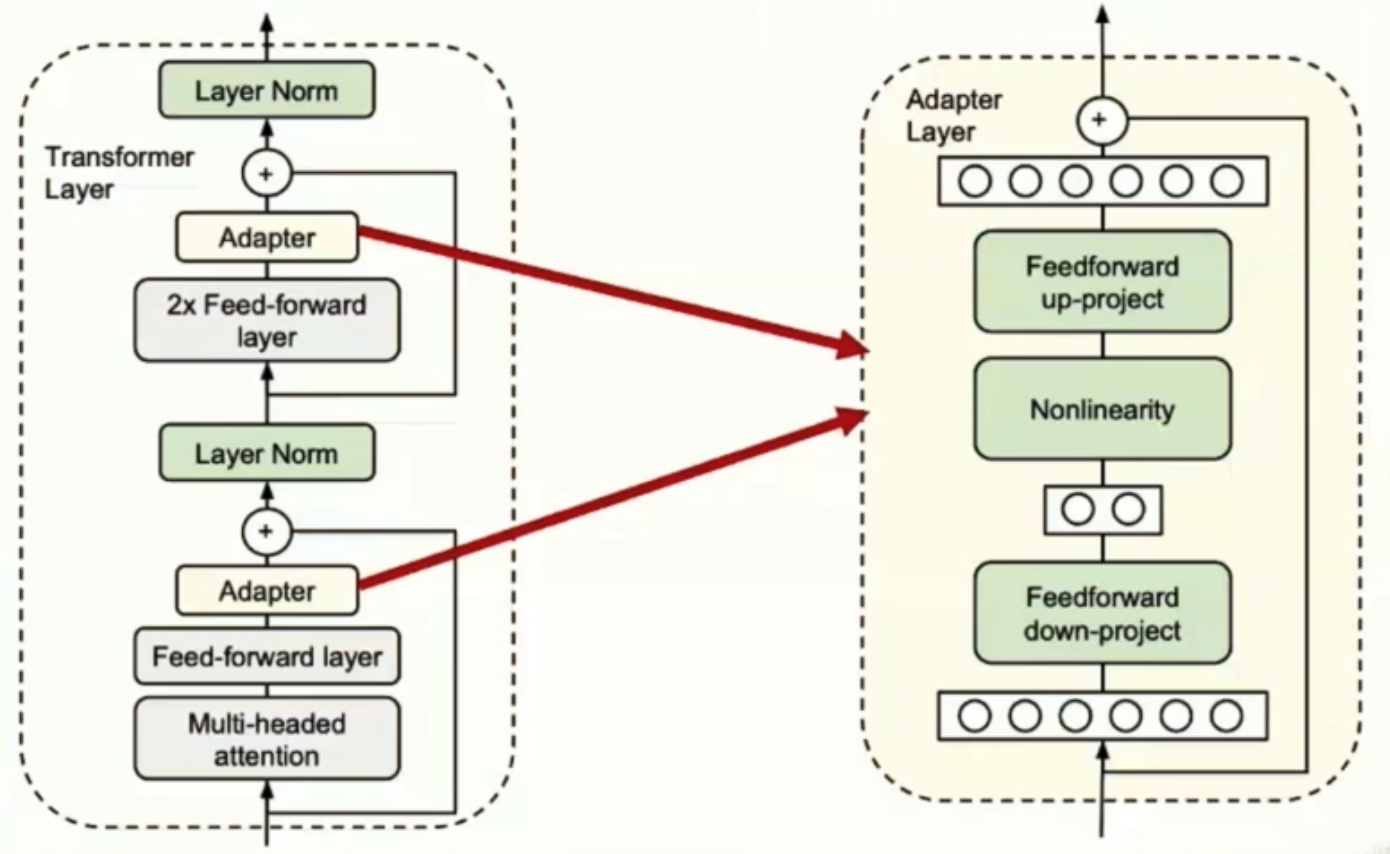 Layer Norm
Transformer
Layer
+
Adapter
2x Feed-forward
layer
Layer Norm
+
Adapter
Feed-forward layer
Multi-headed
attention
Adapter
Layer
+
Feedforward
up-project
Nonlinearity
Feedforward
down-project